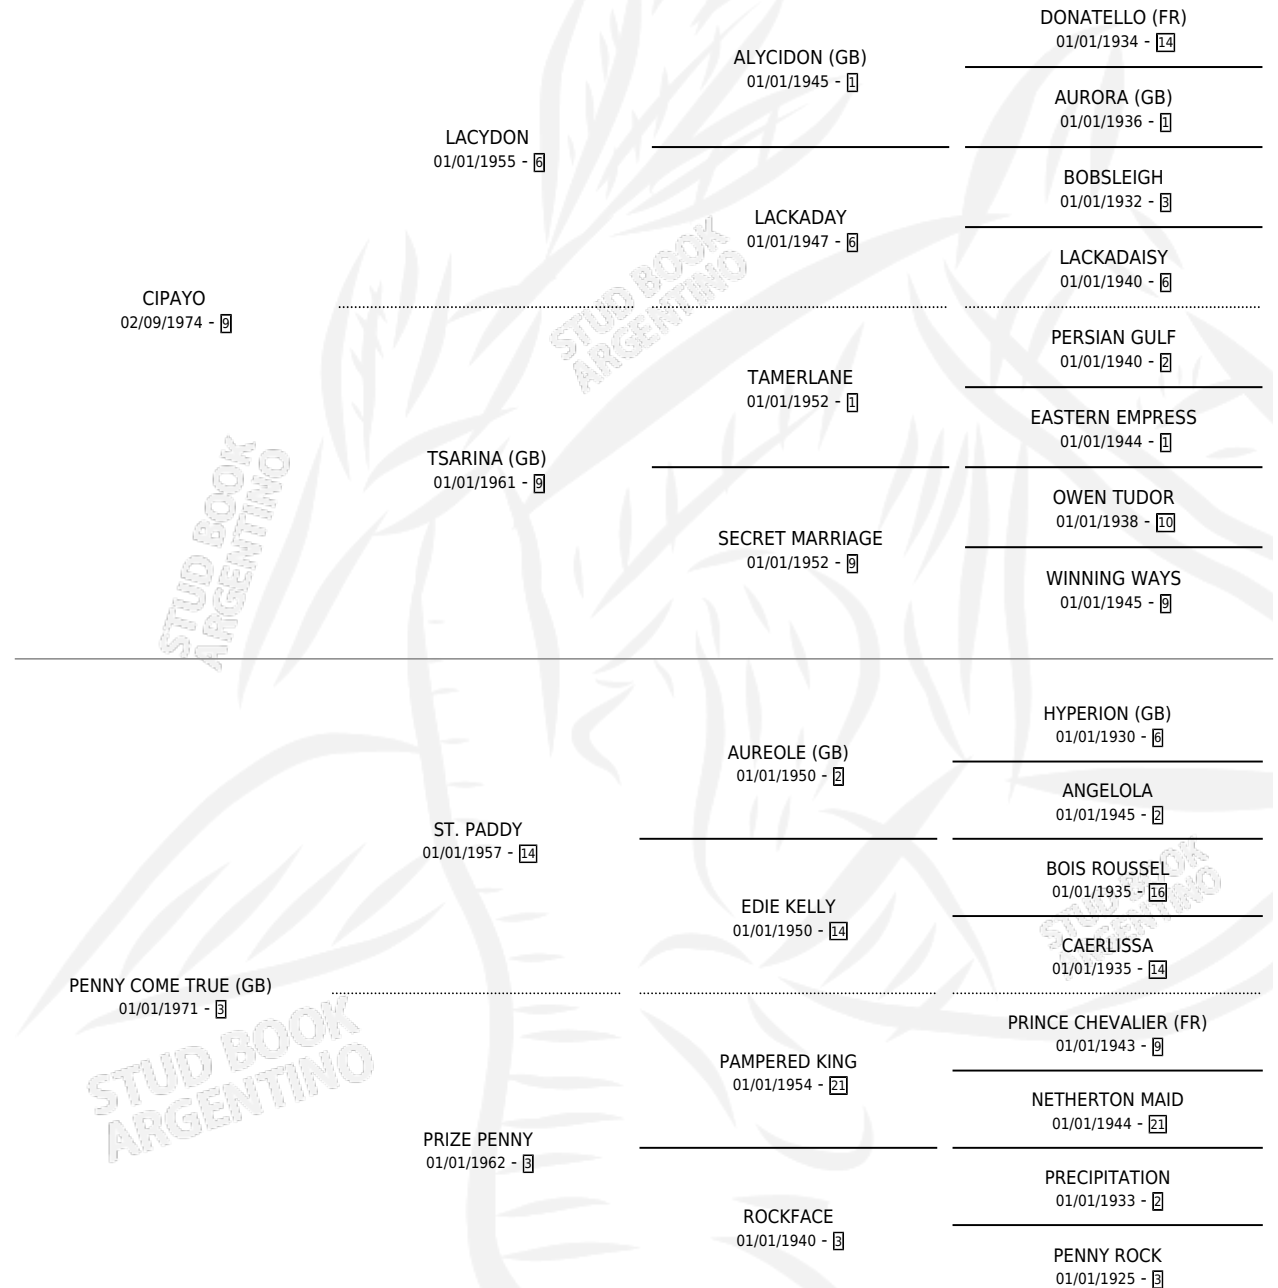 CIPAYO
02/09/1974 - 9
LACYDON
01/01/1955 - 6
ALYCIDON (GB)
01/01/1945 - 1
DONATELLO (FR)
01/01/1934 - 14
AURORA (GB)
01/01/1936 - 1
LACKADAY
01/01/1947 - 6
BOBSLEIGH
01/01/1932 - 3
LACKADAISY
01/01/1940 - 6
TSARINA (GB)
01/01/1961 - 9
TAMERLANE
01/01/1952 - 1
PERSIAN GULF
01/01/1940 - 2
EASTERN EMPRESS
01/01/1944 - 1
SECRET MARRIAGE
01/01/1952 - 9
OWEN TUDOR
01/01/1938 - 10
WINNING WAYS
01/01/1945 - 9
PENNY COME TRUE (GB)
01/01/1971 - 3
ST. PADDY
01/01/1957 - 14
AUREOLE (GB)
01/01/1950 - 2
HYPERION (GB)
01/01/1930 - 6
ANGELOLA
01/01/1945 - 2
EDIE KELLY
01/01/1950 - 14
BOIS ROUSSEL
01/01/1935 - 16
CAERLISSA
01/01/1935 - 14
PRIZE PENNY
01/01/1962 - 3
PAMPERED KING
01/01/1954 - 21
PRINCE CHEVALIER (FR)
01/01/1943 - 9
NETHERTON MAID
01/01/1944 - 21
ROCKFACE
01/01/1940 - 3
PRECIPITATION
01/01/1933 - 2
PENNY ROCK
01/01/1925 - 3
STUD BOOK
ARGENTINO
STUD BOOK
ARGENTINO
STUD BOOK
ARGENTINO
STUD BOOK
ARGENTINO